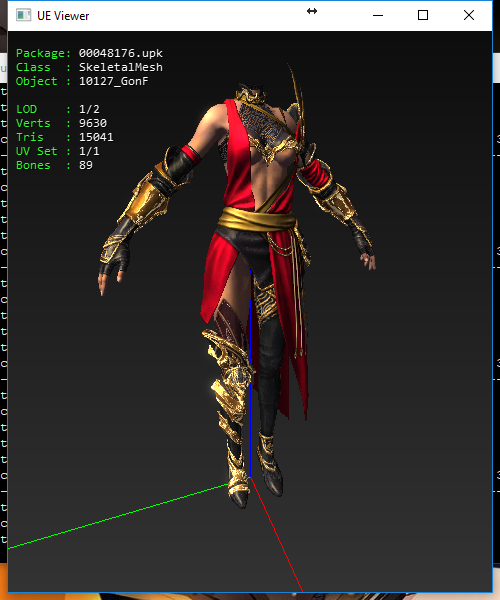 UE Viewer
Package: 00048176.upk
Class : SkeletalMesh
Object : 10127_GonF
LOD : 1/2
Verts : 9630
Tris : 15041
UV Set : 1/1
Bones : 89